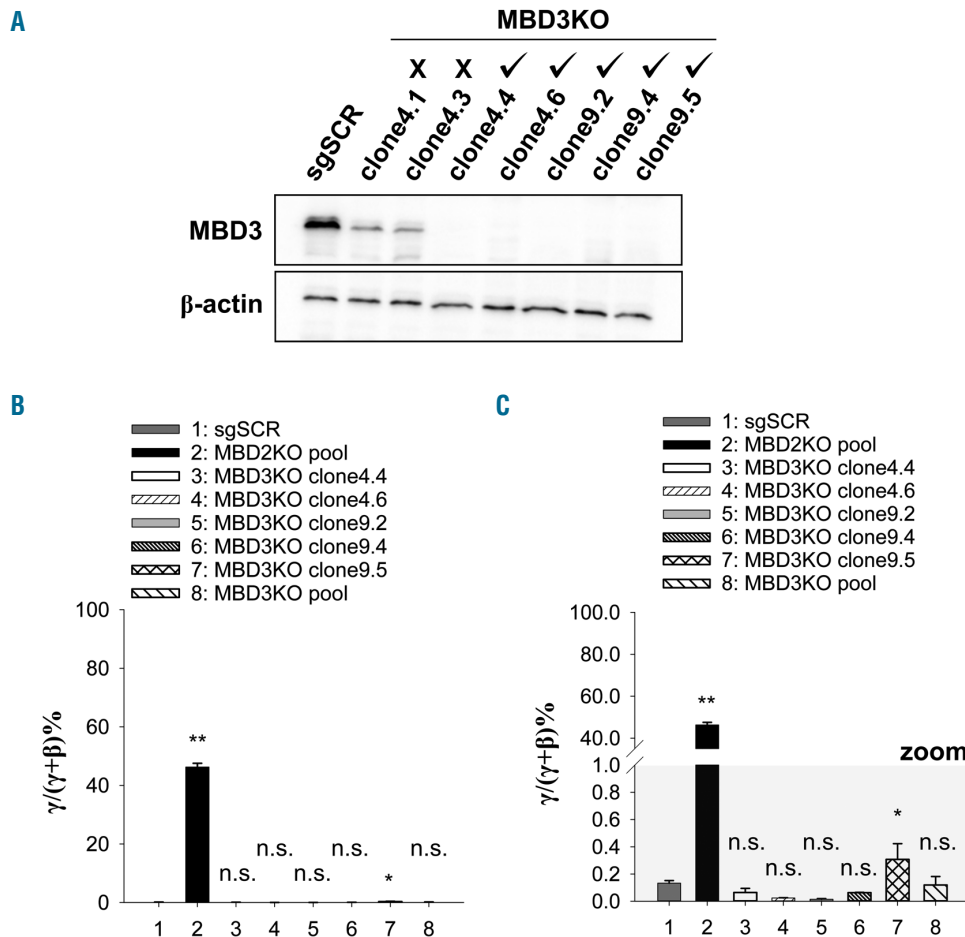 A
MBD3KO
X X ✓ ✓ ✓ ✓ ✓
sgSCR clone4.1 clone4.3 clone4.4 clone4.6 clone9.2 clone9.4 clone9.5
MBD3
β-actin
B
1: sgSCR
2: MBD2KO pool
3: MBD3KO clone4.4
4: MBD3KO clone4.6
5: MBD3KO clone9.2
6: MBD3KO clone9.4
7: MBD3KO clone9.5
8: MBD3KO pool
γ/(γ+β)%
100
80
60
40
20
0
**
n.s. n.s. n.s. n.s. n.s. * n.s.
1 2 3 4 5 6 7 8
C
1: sgSCR
2: MBD2KO pool
3: MBD3KO clone4.4
4: MBD3KO clone4.6
5: MBD3KO clone9.2
6: MBD3KO clone9.4
7: MBD3KO clone9.5
8: MBD3KO pool
γ/(γ+β)%
100.0
80.0
60.0
40.0
1.0
0.8
0.6
0.4
0.2
0.0
**
zoom
n.s. n.s. n.s. n.s. * n.s.
1 2 3 4 5 6 7 8